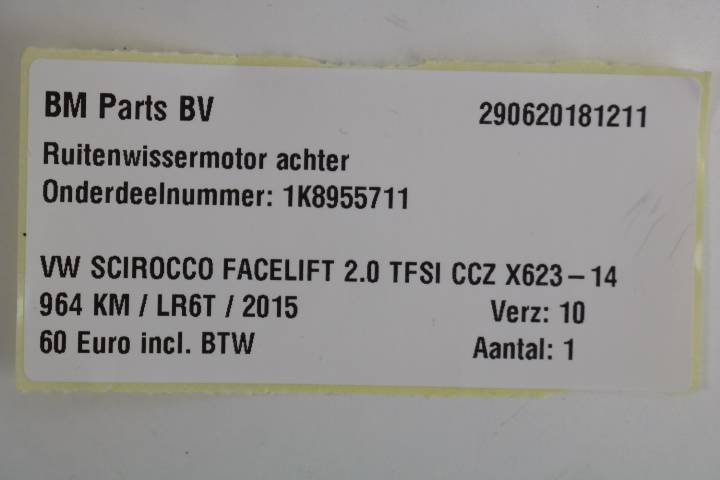 BM Parts BV 290620181211
Ruitenwissermotor achter
Onderdeelnummer: 1K8955711
VW SCIROCCO FACELIFT 2.0 TFSI CCZ X623-14
964 KM / LR6T / 2015 Verz: 10
60 Euro incl. BTW Aantal: 1